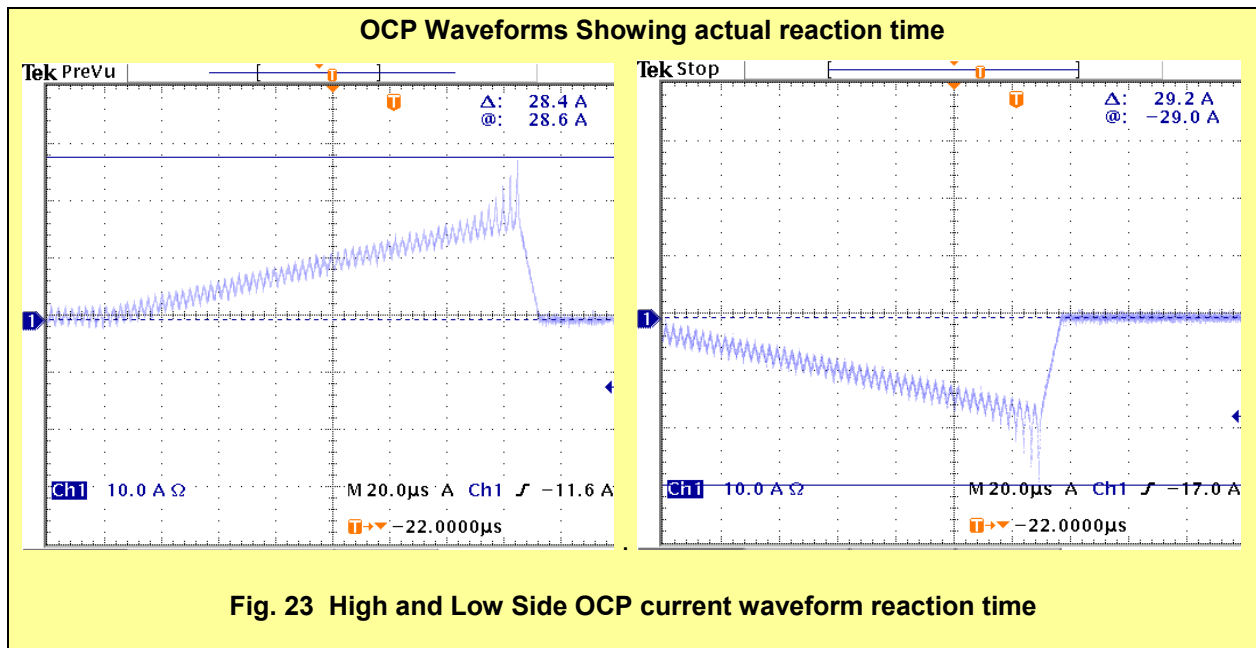 OCP Waveforms Showing actual reaction time
Tek PreVu
T
T
Δ: 28.4 A
@: 28.6 A
1
Ch1 10.0 A Ω
M 20.0µs A Ch1 ʃ −11.6 A
T→▼ −22.0000µs
Tek Stop
T
T
Δ: 29.2 A
@: −29.0 A
1
Ch1 10.0 A Ω
M 20.0µs A Ch1 ʃ −17.0 A
T→▼ −22.0000µs
.
Fig. 23 High and Low Side OCP current waveform reaction time